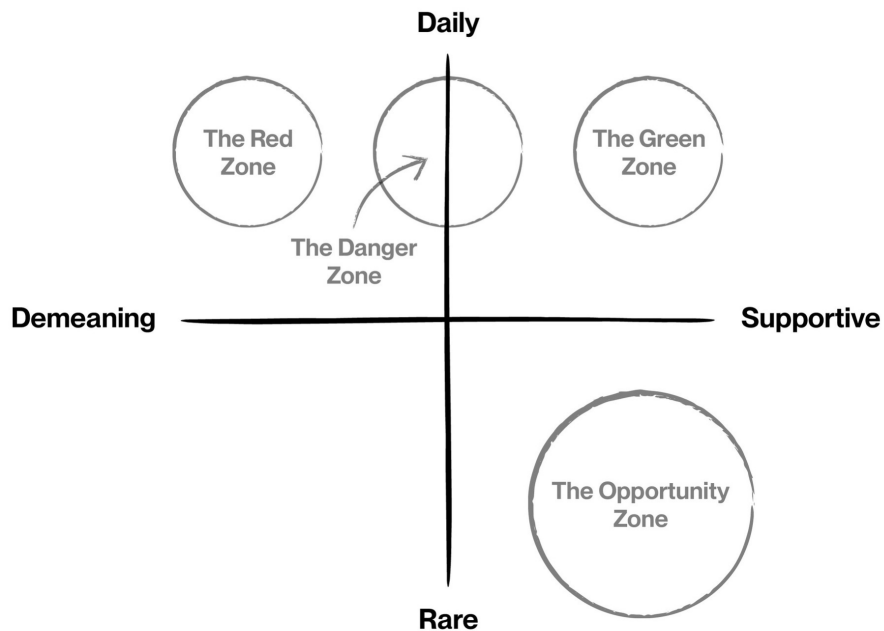 Daily
The Red
Zone
The Green
Zone
The Danger
Zone
Demeaning
Supportive
The Opportunity
Zone
Rare